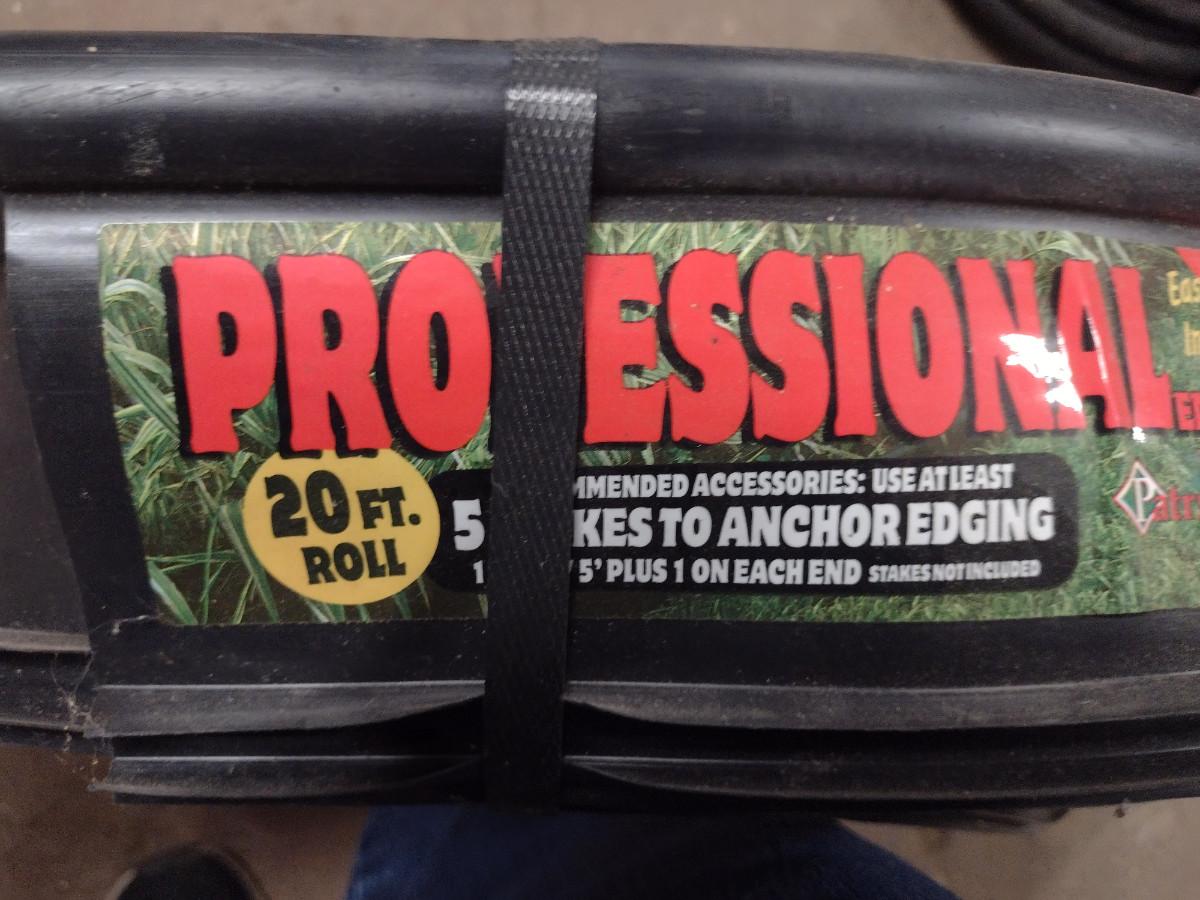 PRO ESSIONAL
20 FT.
ROLL
MMENDED ACCESSORIES: USE AT LEAST
5 KES TO ANCHOR EDGING
1 5' PLUS 1 ON EACH END STAKES NOT INCLUDED
Patr